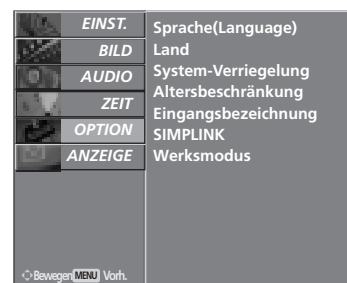 EINST.
BILD
AUDIO
ZEIT
OPTION
ANZEIGE
Sprache(Language)
Land
System-Verriegelung
Altersbeschränkung
Eingangsbezeichnung
SIMPLINK
Werksmodus
Bewegen MENU Vorh.